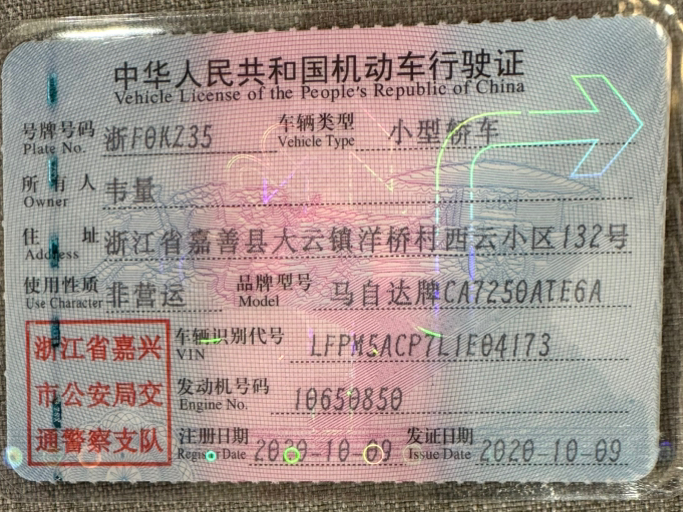 中华人民共和国机动车行驶证
Vehicle License of the People's Republic of China
号牌号码 浙F0KZ35 车辆类型 小型轿车
Plate No. Vehicle Type
所有人 韦量
Owner
住址 浙江省嘉善县大云镇洋桥村西云小区132号
Address
使用性质 非营运 品牌型号 马自达牌CA7250ATE6A
Use Character Model
浙江省嘉兴
市公安局交
通警察支队
车辆识别代号 LFPM5ACP7L1E04173
VIN
发动机号码 10650850
Engine No.
注册日期 2020-10-09 发证日期 2020-10-09
Register Date Issue Date